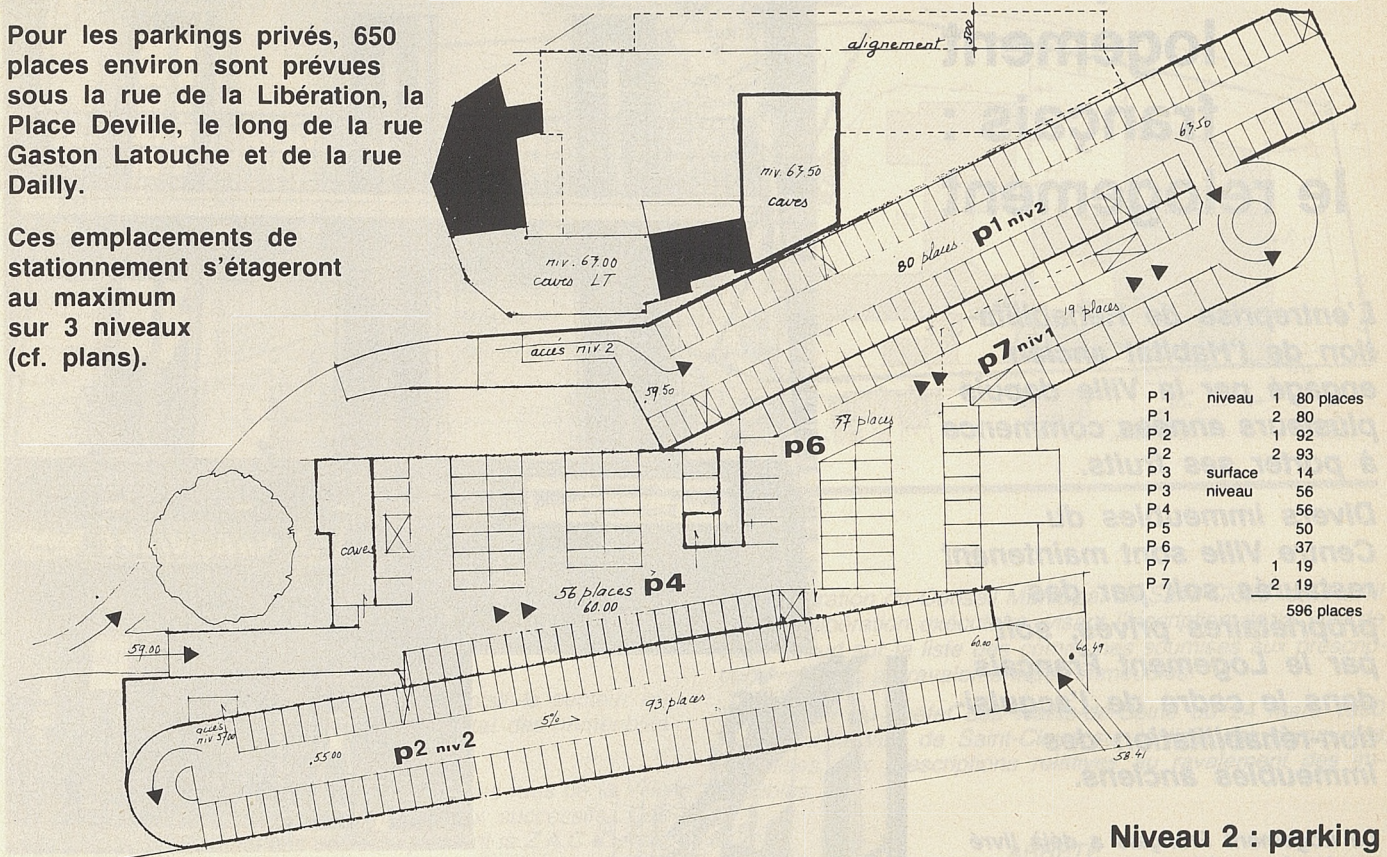 Pour les parkings privés, 650
places environ sont prévues
sous la rue de la Libération, la
Place Deville, le long de la rue
Gaston Latouche et de la rue
Dailly.
Ces emplacements de
stationnement s'étageront
au maximum
sur 3 niveaux
(cf. plans).
alignement
niv. 63.50
caves
63.50
niv. 67.00
caves LT
80 places
p1 niv2
19 places
p7 niv1
accès niv 2
59.50
57 places
p6
P 1 niveau 1 80 places
P 1 2 80
P 2 1 92
P 2 2 93
P 3 surface 14
P 3 niveau 56
P 4 56
P 5 50
P 6 37
P 7 1 19
P 7 2 19
596 places
caves
p4
56 places
60.00
59.00
60.00
60.49
93 places
5%
accès
niv 57.00
p2 niv2
55.00
58.41
Niveau 2 : parking